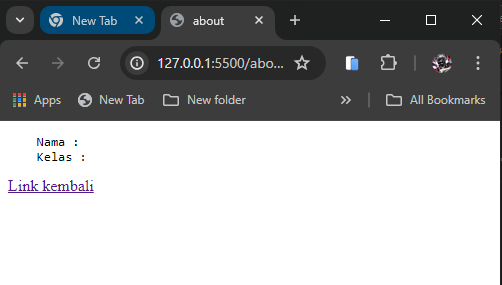 New Tab
about
127.0.0.1:5500/abo...
Apps
New Tab
New folder
All Bookmarks
Nama :
Kelas :
Link kembali